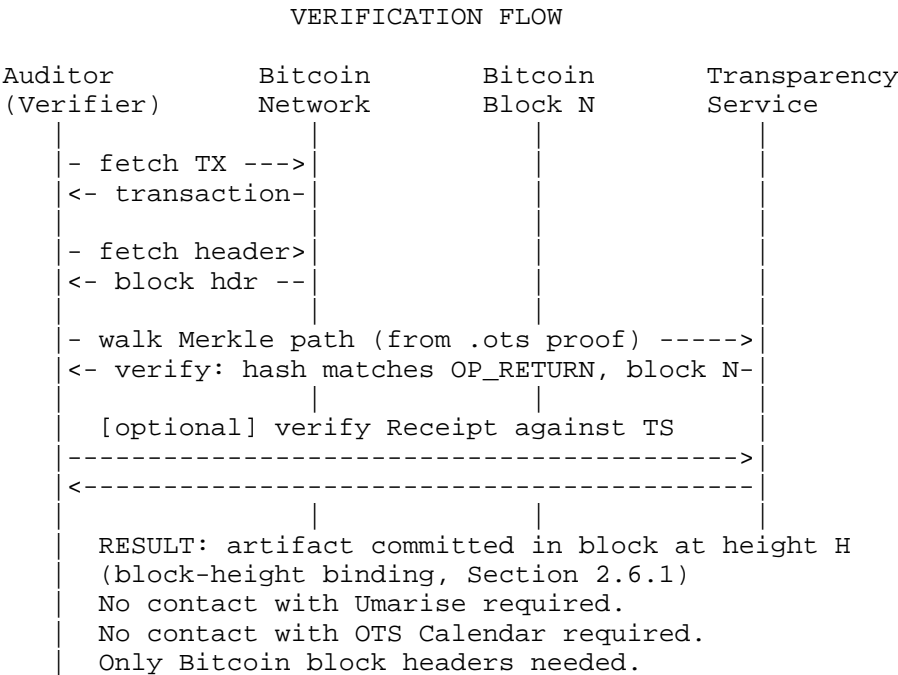 VERIFICATION FLOW
Auditor Bitcoin Bitcoin Transparency
(Verifier) Network Block N Service
| | | |
|- fetch TX --->| | |
|<- transaction-| | |
| | | |
|- fetch header>| | |
|<- block hdr --| | |
| | | |
|- walk Merkle path (from .ots proof) ----->|
|<- verify: hash matches OP_RETURN, block N-|
| | | |
| [optional] verify Receipt against TS |
|------------------------------------------>|
|<------------------------------------------|
| | | |
| RESULT: artifact committed in block at height H
| (block-height binding, Section 2.6.1)
| No contact with Umarise required.
| No contact with OTS Calendar required.
| Only Bitcoin block headers needed.